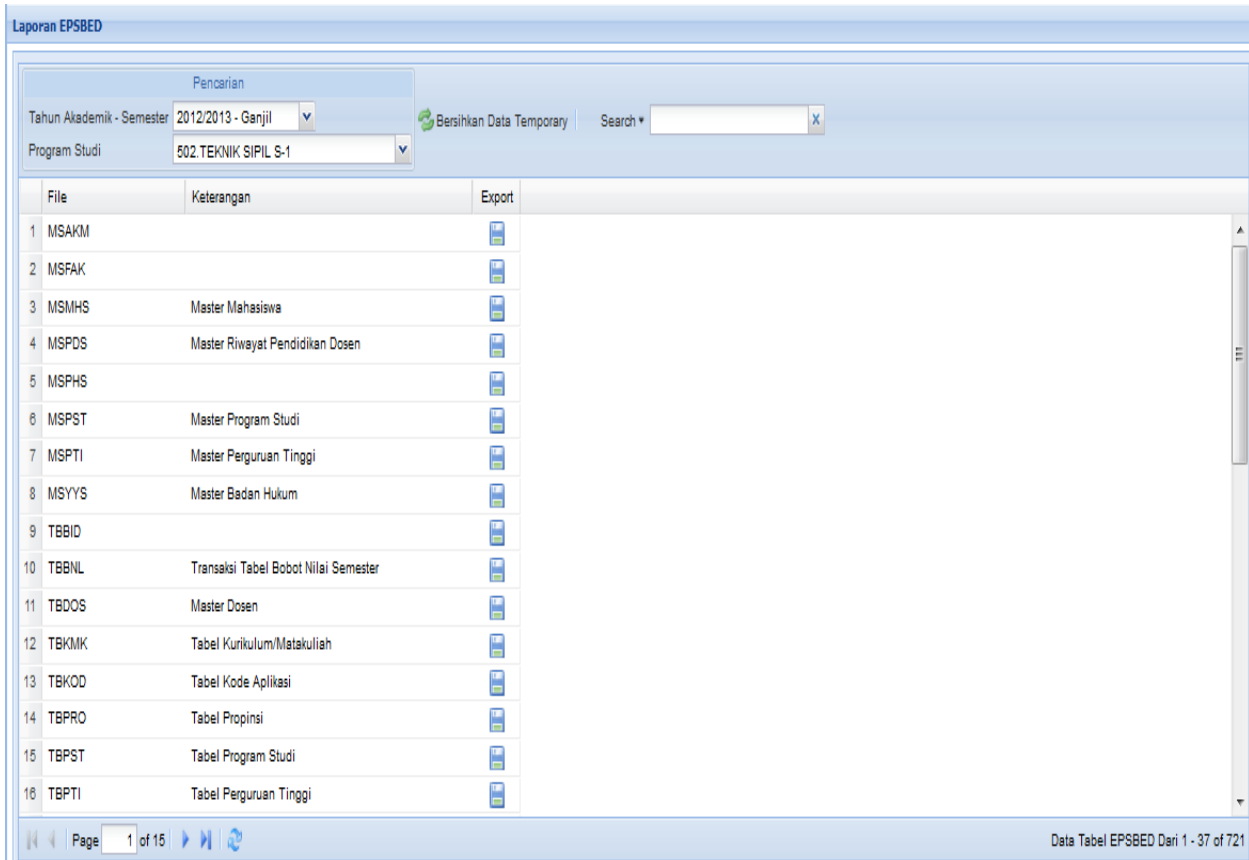 Laporan EPSBED
Pencarian
Tahun Akademik - Semester 2012/2013 - Ganjil
Bersihkan Data Temporary Search
Program Studi 502.TEKNIK SIPIL S-1
File Keterangan Export
1 MSAKM
2 MSFAK
3 MSMHS Master Mahasiswa
4 MSPDS Master Riwayat Pendidikan Dosen
5 MSPHS
6 MSPST Master Program Studi
7 MSPTI Master Perguruan Tinggi
8 MSYYS Master Badan Hukum
9 TBBID
10 TBBNL Transaksi Tabel Bobot Nilai Semester
11 TBDOS Master Dosen
12 TBKMK Tabel Kurikulum/Matakuliah
13 TBKOD Tabel Kode Aplikasi
14 TBPRO Tabel Propinsi
15 TBPST Tabel Program Studi
16 TBPTI Tabel Perguruan Tinggi
Page 1 of 15 Data Tabel EPSBED Dari 1 - 37 of 721